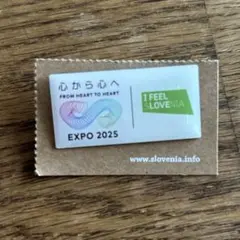 心から心へ
FROM HEART TO HEART
EXPO 2025
I FEEL
SLOVENIA
www.slovenia.info